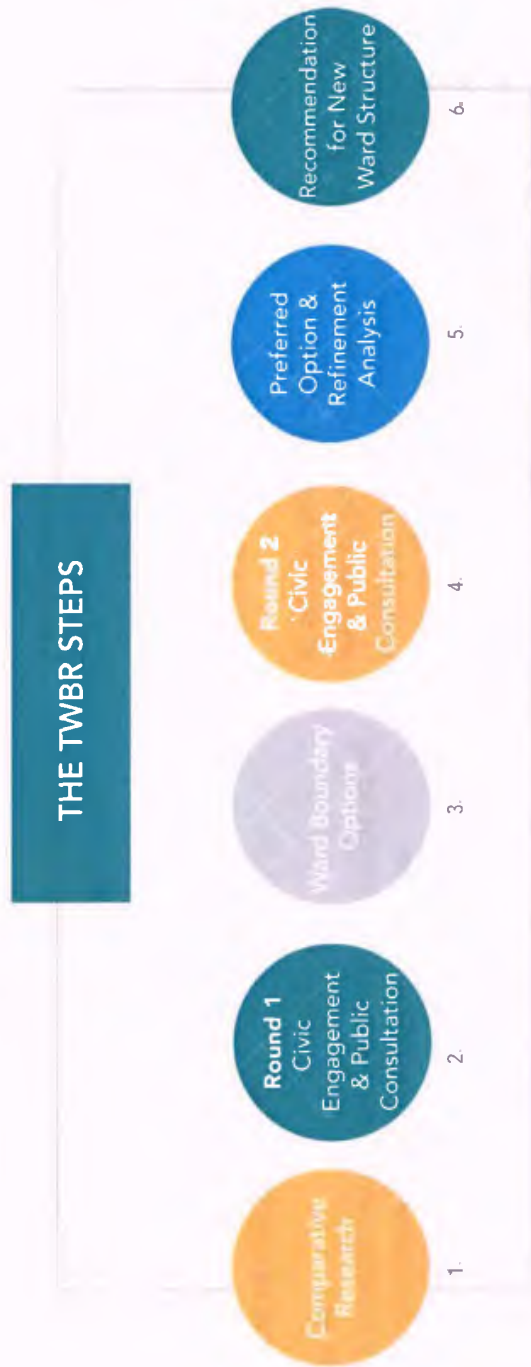 THE TWBR STEPS
Comparative
Research
1.
Round 1
Civic
Engagement
& Public
Consultation
2.
Ward Boundary
Options
3.
Round 2
Civic
Engagement
& Public
Consultation
4.
Preferred
Option &
Refinement
Analysis
5.
Recommendation
for New
Ward Structure
6.